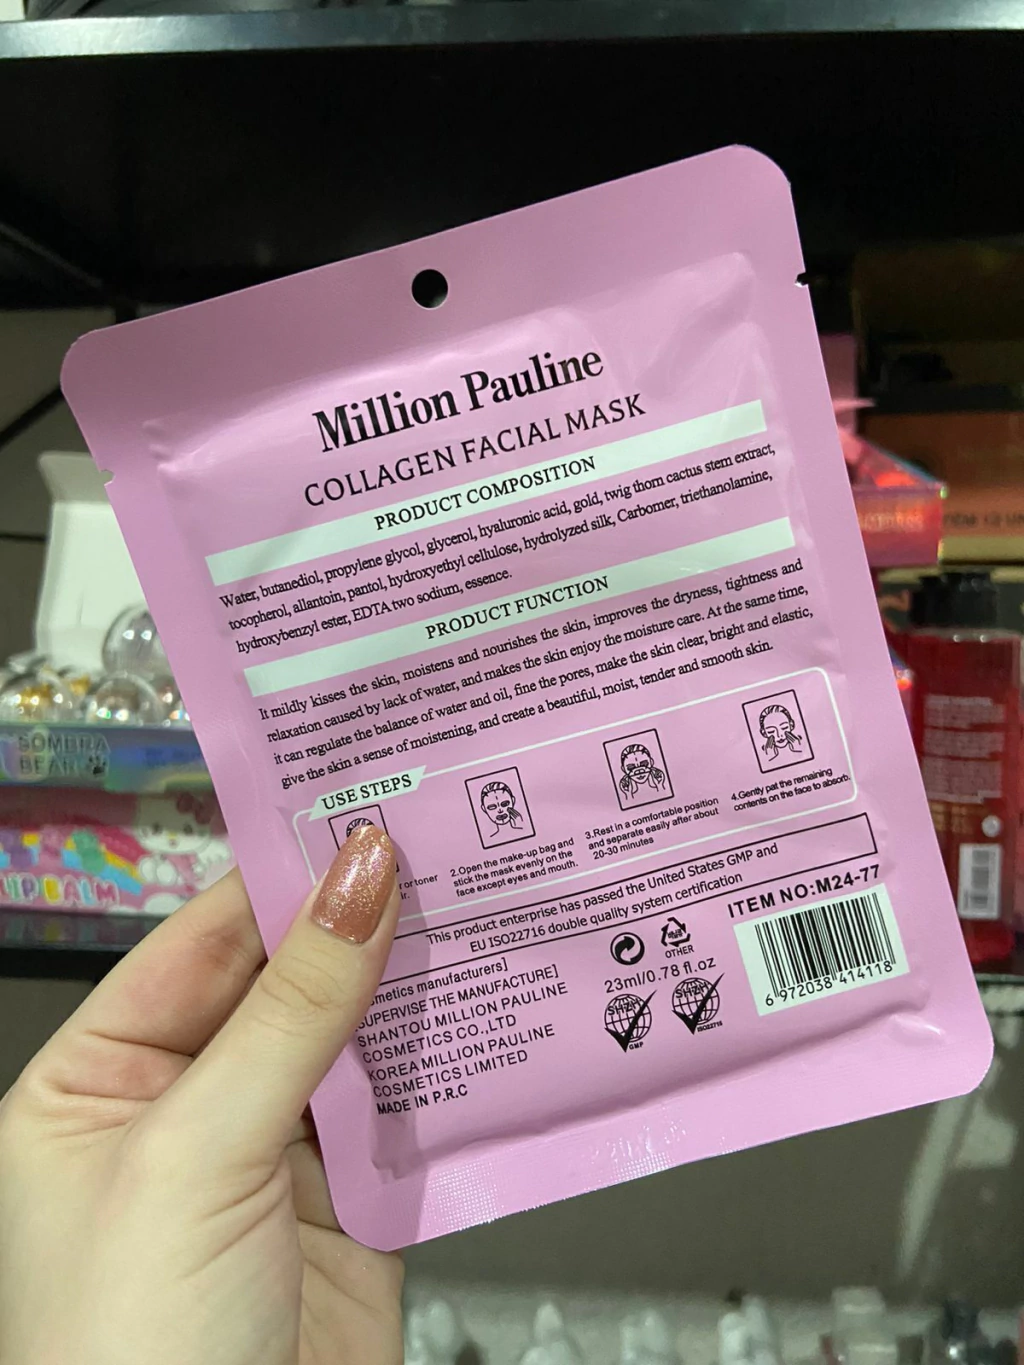 Million Pauline
COLLAGEN FACIAL MASK
PRODUCT COMPOSITION
Water, butanediol, propylene glycol, glycerol, hyaluronic acid, gold, twig thorn cactus stem extract,
tocopherol, allantoin, pantol, hydroxyethyl cellulose, hydrolyzed silk, Carbomer, triethanolamine,
hydroxybenzyl ester, EDTA two sodium, essence.
PRODUCT FUNCTION
It mildly kisses the skin, moistens and nourishes the skin, improves the dryness, tightness and
relaxation caused by lack of water, and makes the skin enjoy the moisture care. At the same time,
it can regulate the balance of water and oil, fine the pores, make the skin clear, bright and elastic,
give the skin a sense of moistening, and create a beautiful, moist, tender and smooth skin.
USE STEPS
or toner
2.Open the make-up bag and
stick the mask evenly on the
face except eyes and mouth.
3.Rest in a comfortable position
and separate easily after about
20-30 minutes
4.Gently pat the remaining
contents on the face to absorb.
This product enterprise has passed the United States GMP and
EU ISO22716 double quality system certification
manufacturers]
SUPERVISE THE MANUFACTURE]
SHANTOU MILLION PAULINE
COSMETICS CO.,LTD
KOREA MILLION PAULINE
COSMETICS LIMITED
MADE IN P.R.C
OTHER
23ml/0.78 fl.oz
SHZH
GMP
SHZH
ISO22716
ITEM NO:M24-77
6 972038 414118
SOMBRA
BEAR
LIP BALM